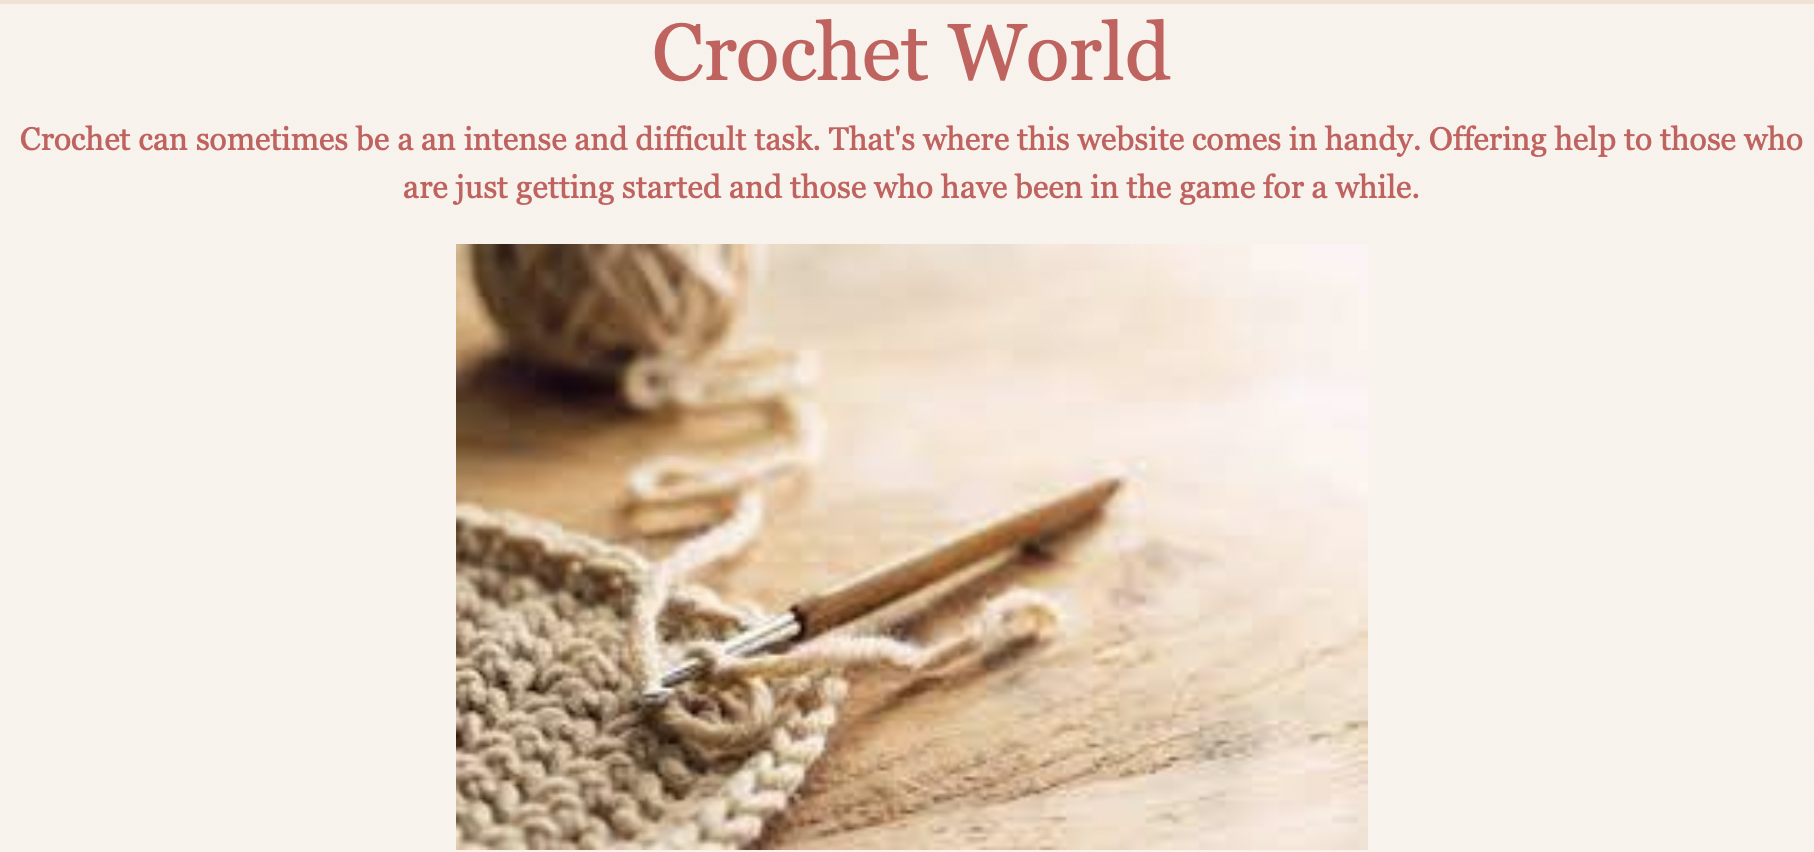 Crochet World
Crochet can sometimes be a an intense and difficult task. That's where this website comes in handy. Offering help to those who
are just getting started and those who have been in the game for a while.